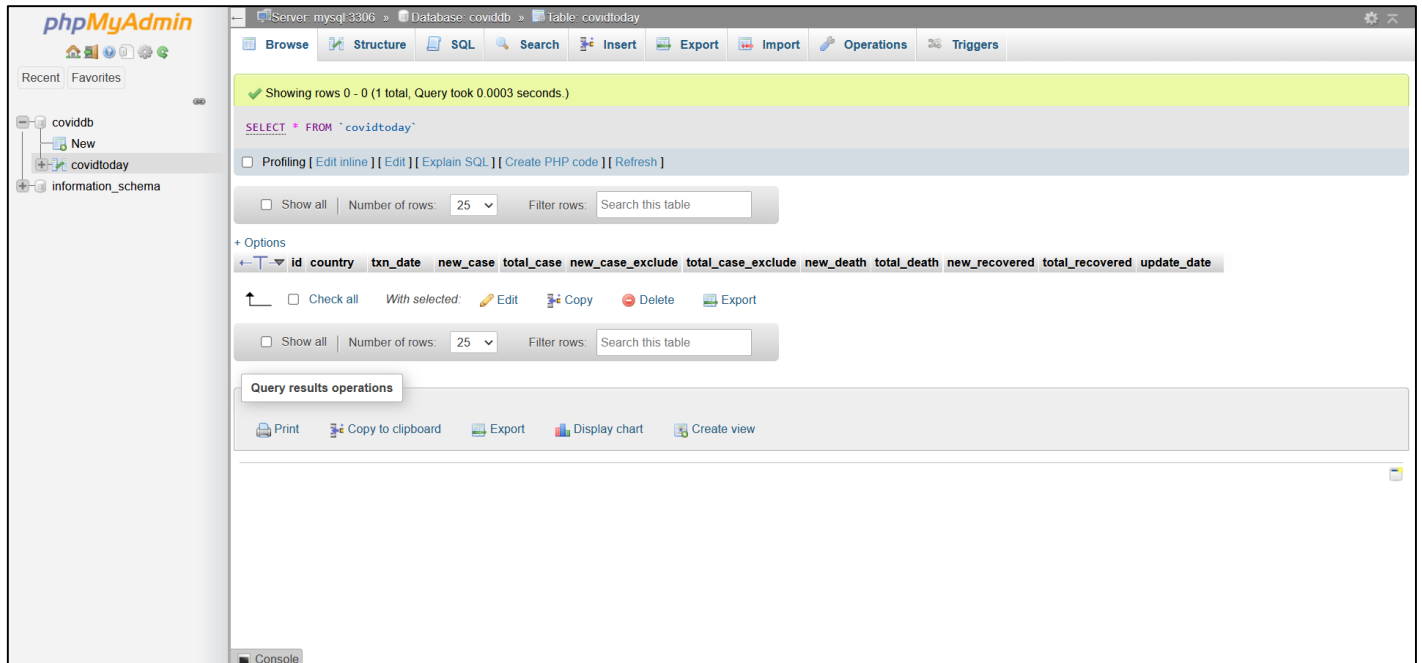 phpMyAdmin
Recent Favorites
coviddb
New
covidtoday
information_schema
Server: mysql:3306 » Database: coviddb » Table: covidtoday
Browse Structure SQL Search Insert Export Import Operations Triggers
Showing rows 0 - 0 (1 total, Query took 0.0003 seconds.)
SELECT * FROM `covidtoday`
Profiling [ Edit inline ] [ Edit ] [ Explain SQL ] [ Create PHP code ] [ Refresh ]
Show all | Number of rows: 25 Filter rows: Search this table
+ Options
←T→ id country txn_date new_case total_case new_case_exclude total_case_exclude new_death total_death new_recovered total_recovered update_date
Check all With selected: Edit Copy Delete Export
Show all | Number of rows: 25 Filter rows: Search this table
Query results operations
Print Copy to clipboard Export Display chart Create view
Console